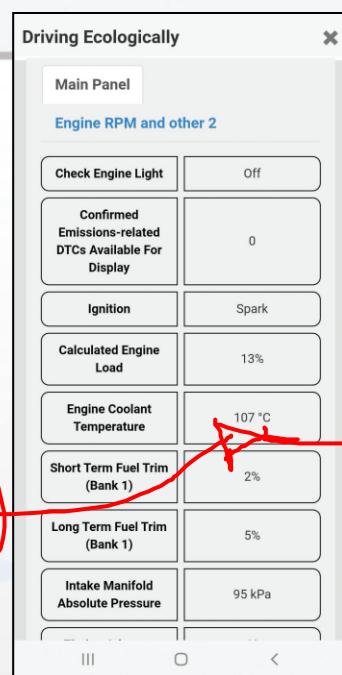 Driving Ecologically ✖
Main Panel
Engine RPM and other 2
Check Engine Light Off
Confirmed
Emissions-related
DTCs Available For
Display
0
Ignition Spark
Calculated Engine
Load
13%
Engine Coolant
Temperature
107 °C
Short Term Fuel Trim
(Bank 1)
2%
Long Term Fuel Trim
(Bank 1)
5%
Intake Manifold
Absolute Pressure
95 kPa